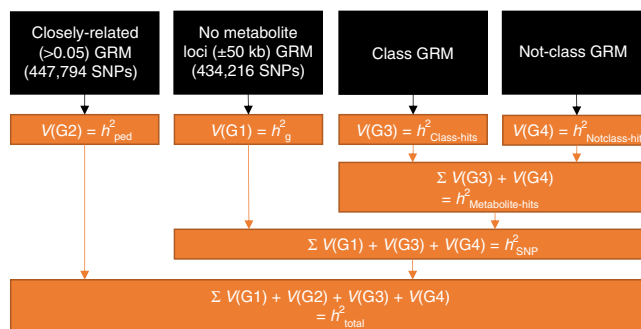 Closely-related
(>0.05) GRM
(447,794 SNPs)
No metabolite
loci (±50 kb) GRM
(434,216 SNPs)
Class GRM
Not-class GRM
V(G2) = h²ped
V(G1) = h²g
V(G3) = h²Class-hits
V(G4) = h²Notclass-hit
Σ V(G3) + V(G4)
= h²Metabolite-hits
Σ V(G1) + V(G3) + V(G4) = h²SNP
Σ V(G1) + V(G2) + V(G3) + V(G4)
= h²total